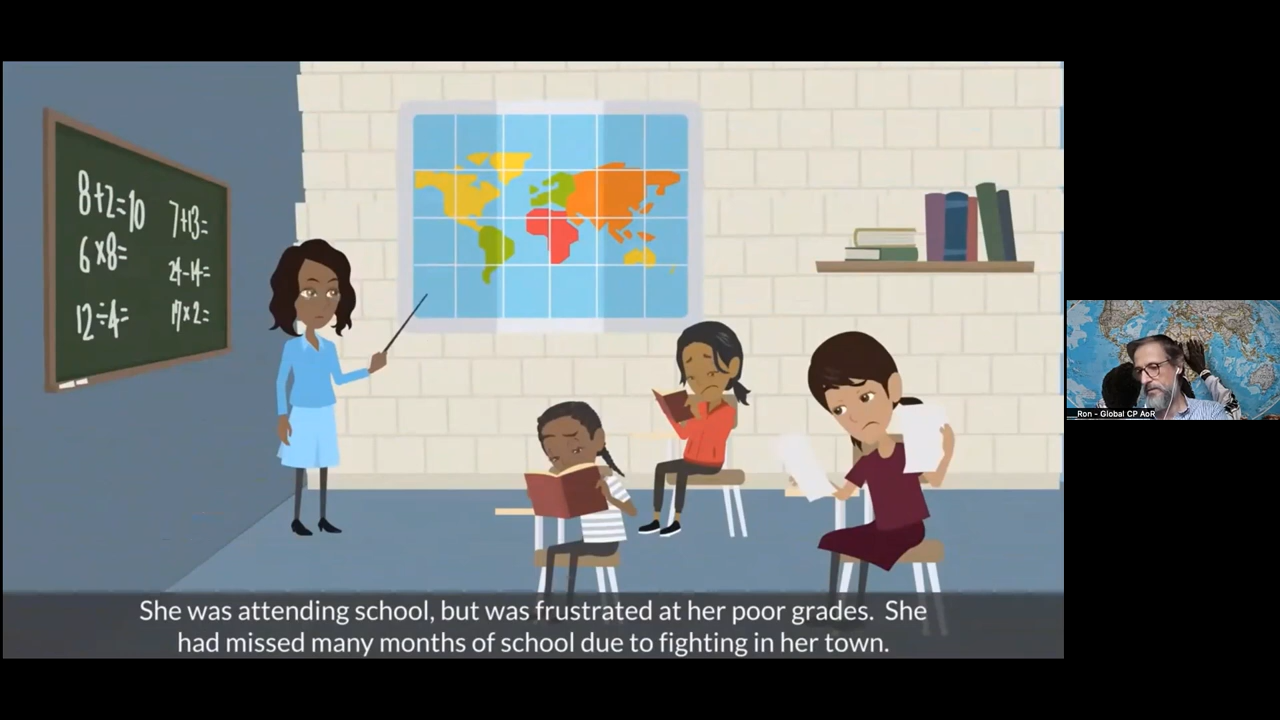 8+2=10
6×8=
12÷4=
7+13=
24-14=
17×2=
Ron - Global CP AoR
She was attending school, but was frustrated at her poor grades.  She
had missed many months of school due to fighting in her town.